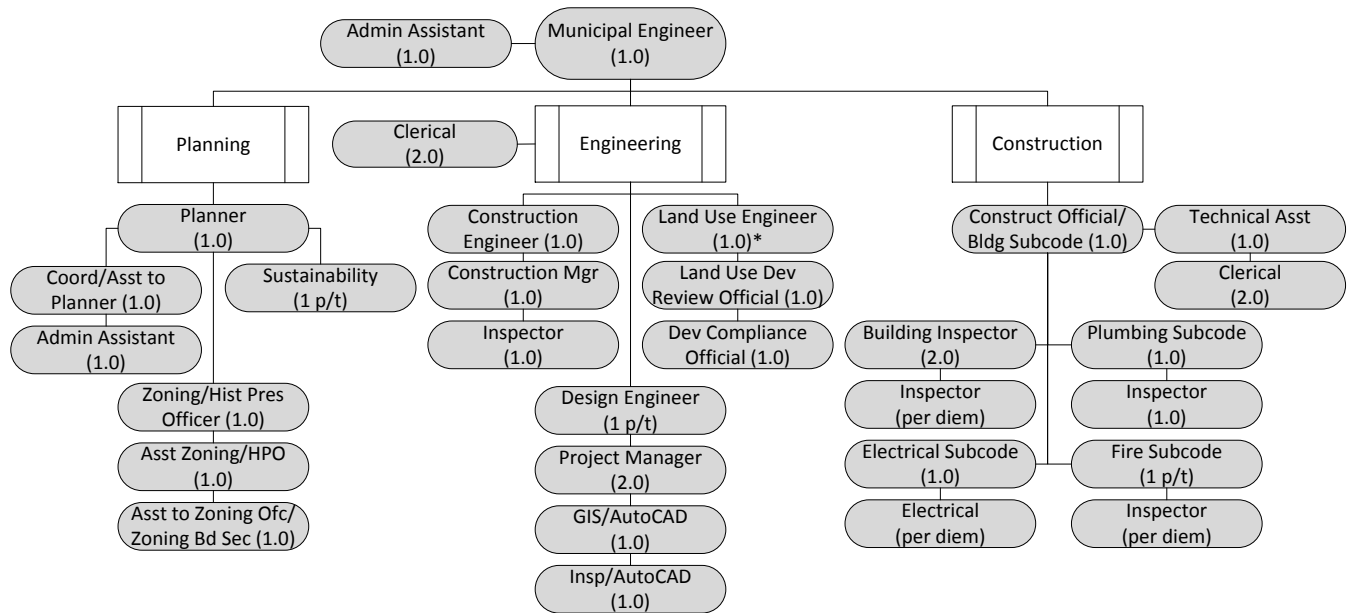 Admin Assistant
(1.0)
Municipal Engineer
(1.0)
Planning
Clerical
(2.0)
Engineering
Construction
Planner
(1.0)
Coord/Asst to
Planner (1.0)
Admin Assistant
(1.0)
Sustainability
(1 p/t)
Zoning/Hist Pres
Officer (1.0)
Asst Zoning/HPO
(1.0)
Asst to Zoning Ofc/
Zoning Bd Sec (1.0)
Construction
Engineer (1.0)
Construction Mgr
(1.0)
Inspector
(1.0)
Land Use Engineer
(1.0)*
Land Use Dev
Review Official (1.0)
Dev Compliance
Official (1.0)
Design Engineer
(1 p/t)
Project Manager
(2.0)
GIS/AutoCAD
(1.0)
Insp/AutoCAD
(1.0)
Construct Official/
Bldg Subcode (1.0)
Technical Asst
(1.0)
Clerical
(2.0)
Building Inspector
(2.0)
Inspector
(per diem)
Plumbing Subcode
(1.0)
Inspector
(1.0)
Electrical Subcode
(1.0)
Electrical
(per diem)
Fire Subcode
(1 p/t)
Inspector
(per diem)